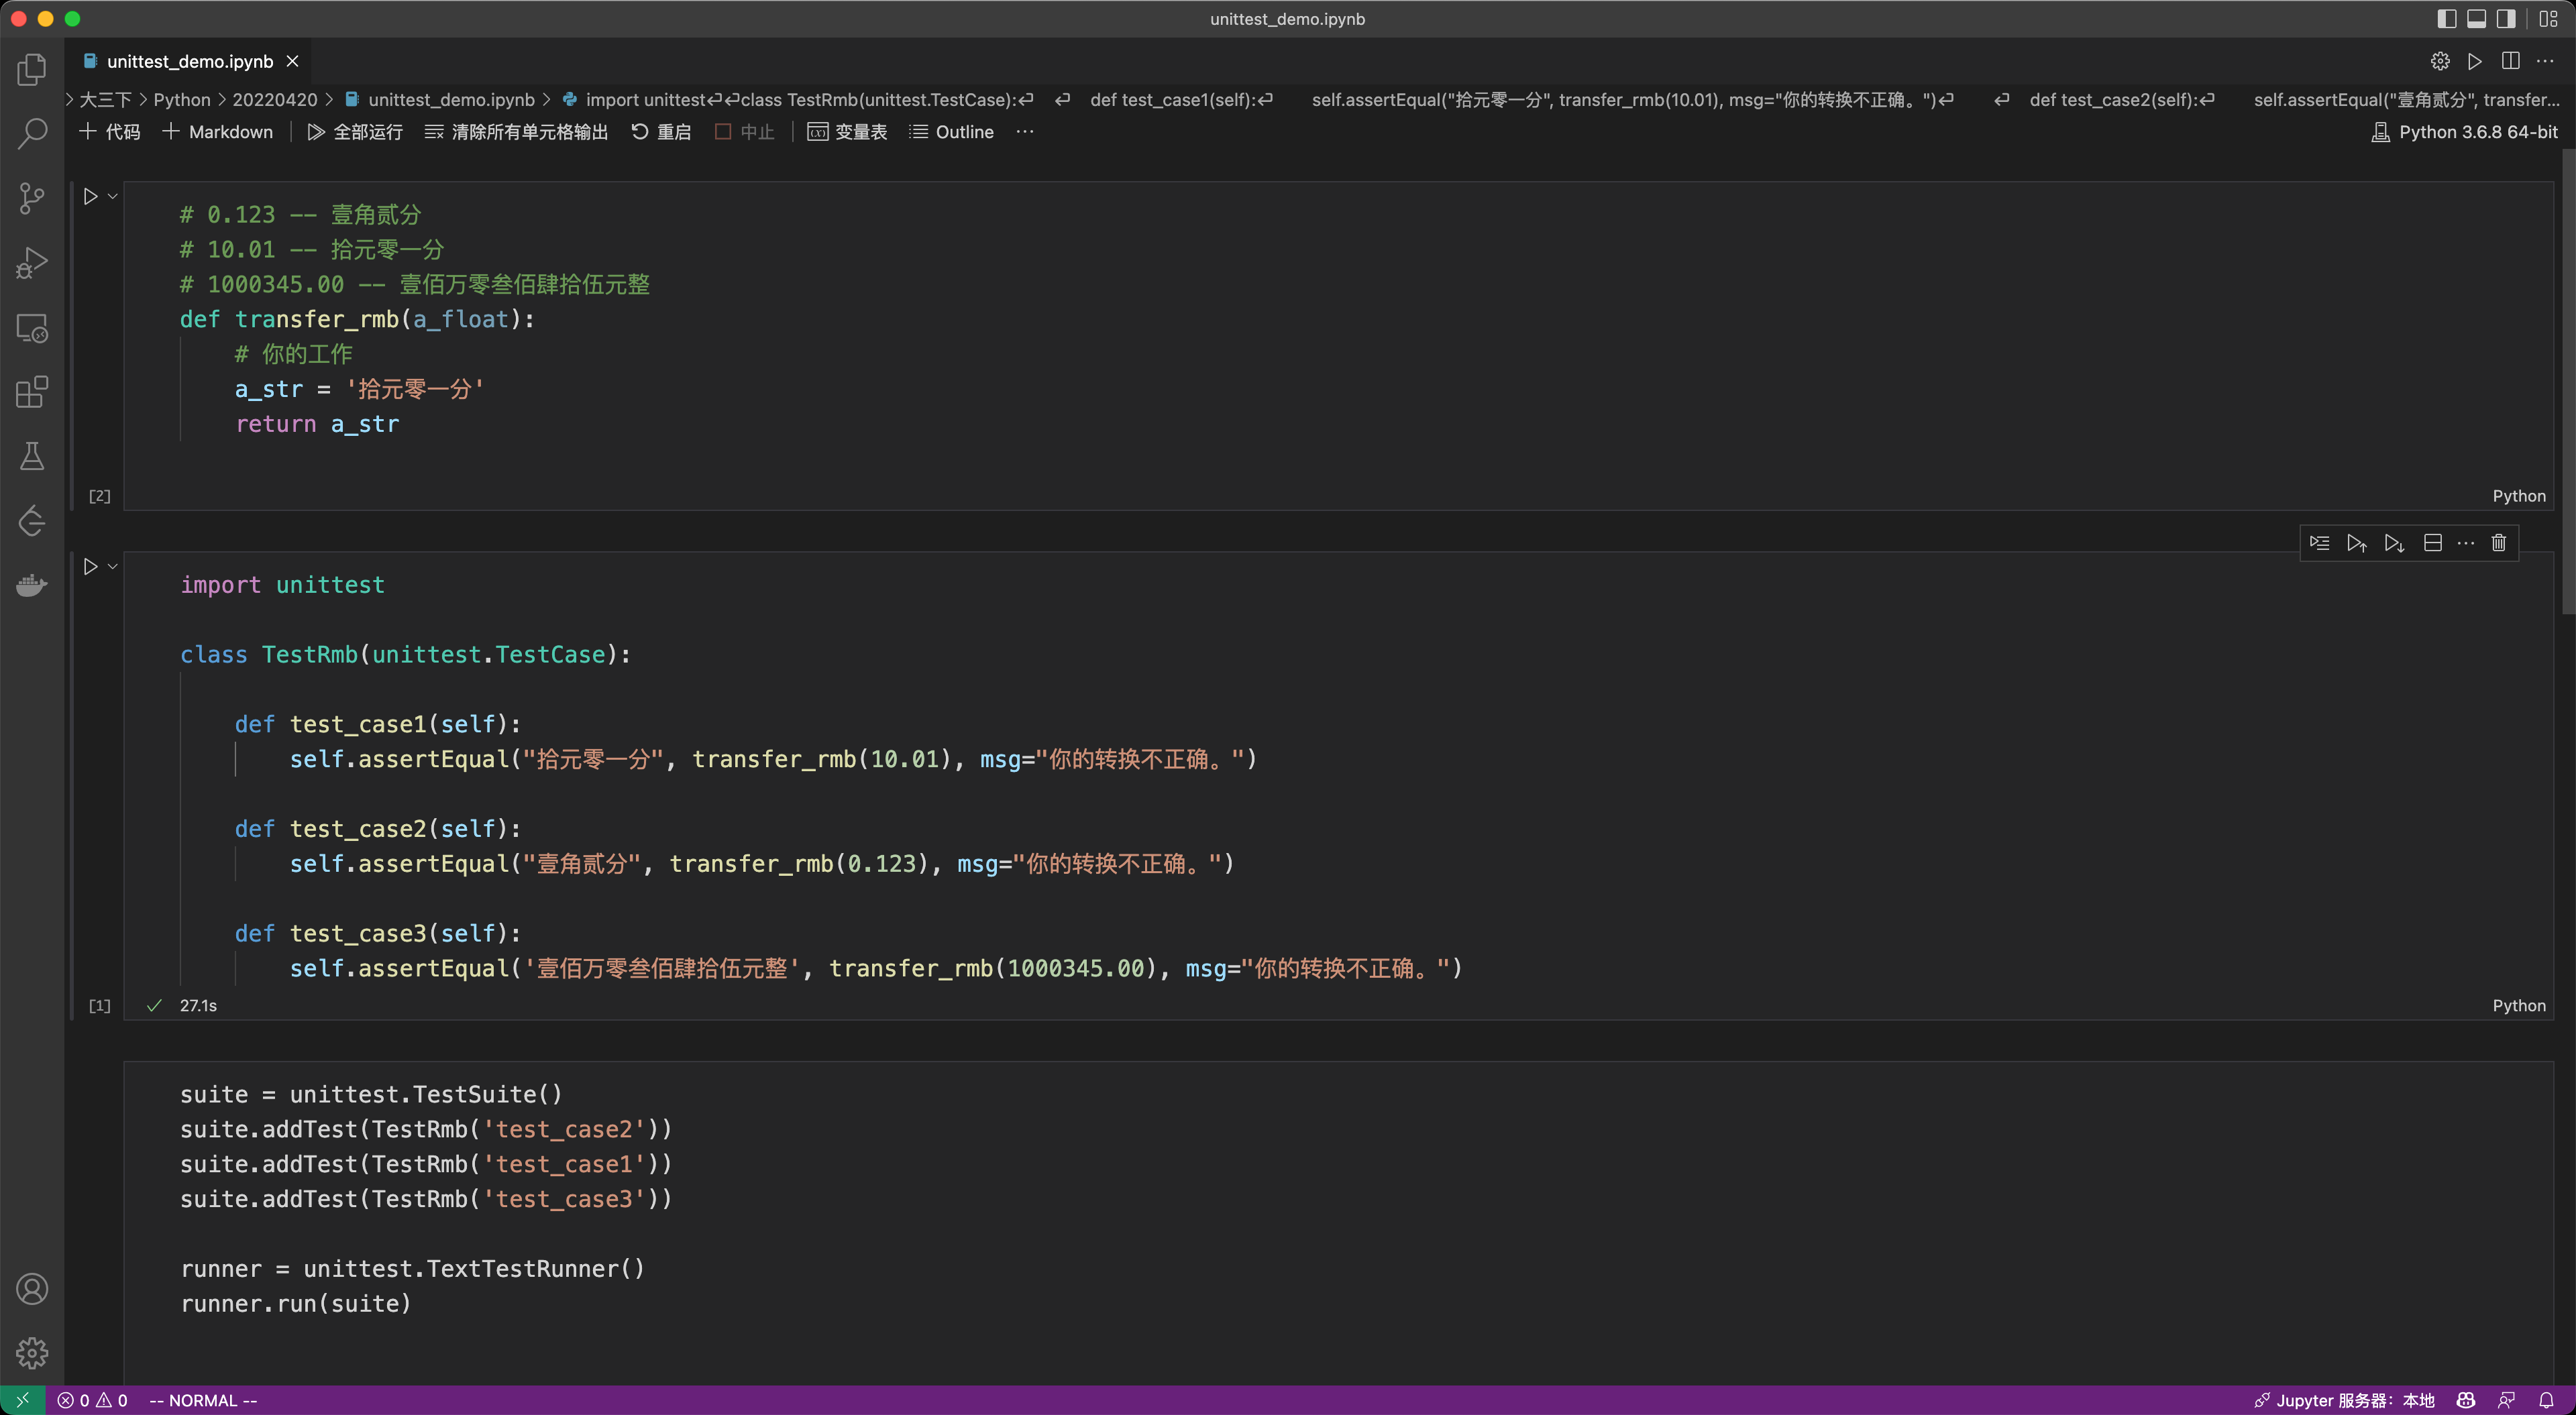 unittest_demo.ipynb
unittest_demo.ipynb
大三下 > Python > 20220420 > unittest_demo.ipynb > import unittest↵↵class TestRmb(unittest.TestCase):↵ ↵ def test_case1(self):↵ self.assertEqual("拾元零一分", transfer_rmb(10.01), msg="你的转换不正确。")↵ ↵ def test_case2(self):↵ self.assertEqual("壹角贰分", transfer...
代码 Markdown 全部运行 清除所有单元格输出 重启 中止 变量表 Outline ... Python 3.6.8 64-bit
# 0.123 -- 壹角贰分
# 10.01 -- 拾元零一分
# 1000345.00 -- 壹佰万零叁佰肆拾伍元整
def transfer_rmb(a_float):
# 你的工作
a_str = '拾元零一分'
return a_str
[2] Python
import unittest
class TestRmb(unittest.TestCase):
def test_case1(self):
self.assertEqual("拾元零一分", transfer_rmb(10.01), msg="你的转换不正确。")
def test_case2(self):
self.assertEqual("壹角贰分", transfer_rmb(0.123), msg="你的转换不正确。")
def test_case3(self):
self.assertEqual('壹佰万零叁佰肆拾伍元整', transfer_rmb(1000345.00), msg="你的转换不正确。")
[1] 27.1s Python
suite = unittest.TestSuite()
suite.addTest(TestRmb('test_case2'))
suite.addTest(TestRmb('test_case1'))
suite.addTest(TestRmb('test_case3'))
runner = unittest.TextTestRunner()
runner.run(suite)
0 0 -- NORMAL -- Jupyter 服务器: 本地